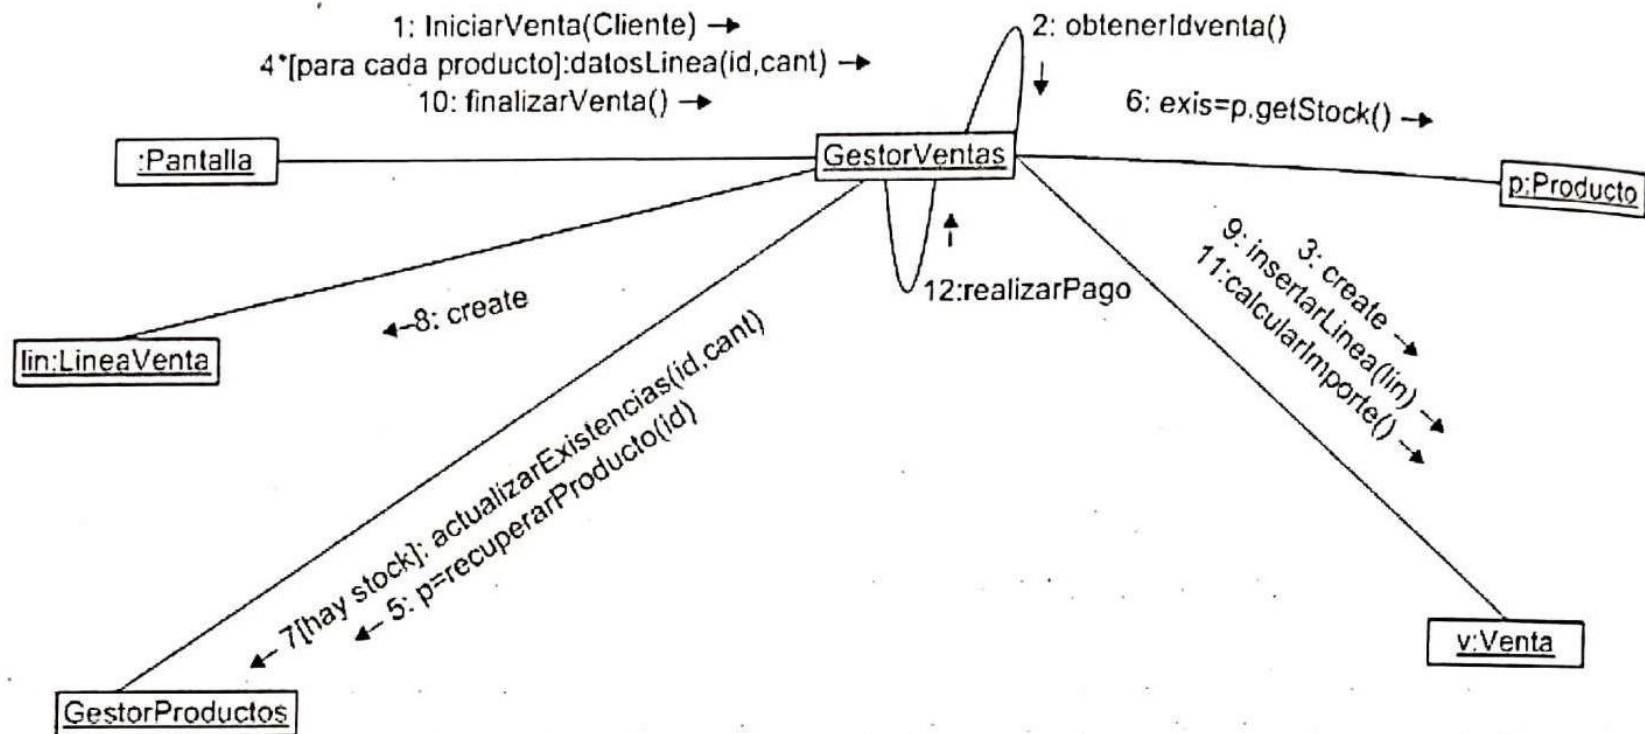 1: IniciarVenta(Cliente)
4*[para cada producto]:datosLinea(id,cant)
10: finalizarVenta()
2: obtenerIdventa()
6: exis=p.getStock()
:Pantalla
GestorVentas
p:Producto
12:realizarPago
3: create
9: insertarLinea(lin)
11:calcularImporte()
8: create
lin:LineaVenta
7[hay stock]: actualizarExistencias(id,cant)
5: p=recuperarProducto(id)
v:Venta
GestorProductos